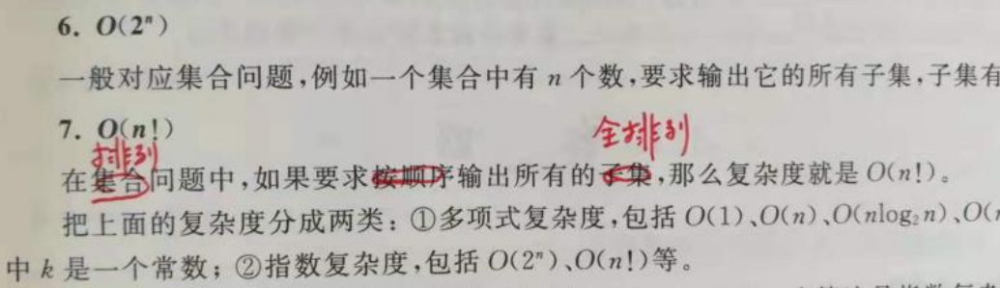 6. O(2ⁿ)
一般对应集合问题,例如一个集合中有 n 个数,要求输出它的所有子集,子集有
7. O(n!)
排列 全排列
在集合问题中,如果要求按顺序输出所有的子集,那么复杂度就是 O(n!)。
把上面的复杂度分成两类:①多项式复杂度,包括 O(1)、O(n)、O(nlog₂n)、O(
中 k 是一个常数;②指数复杂度,包括 O(2ⁿ)、O(n!)等。